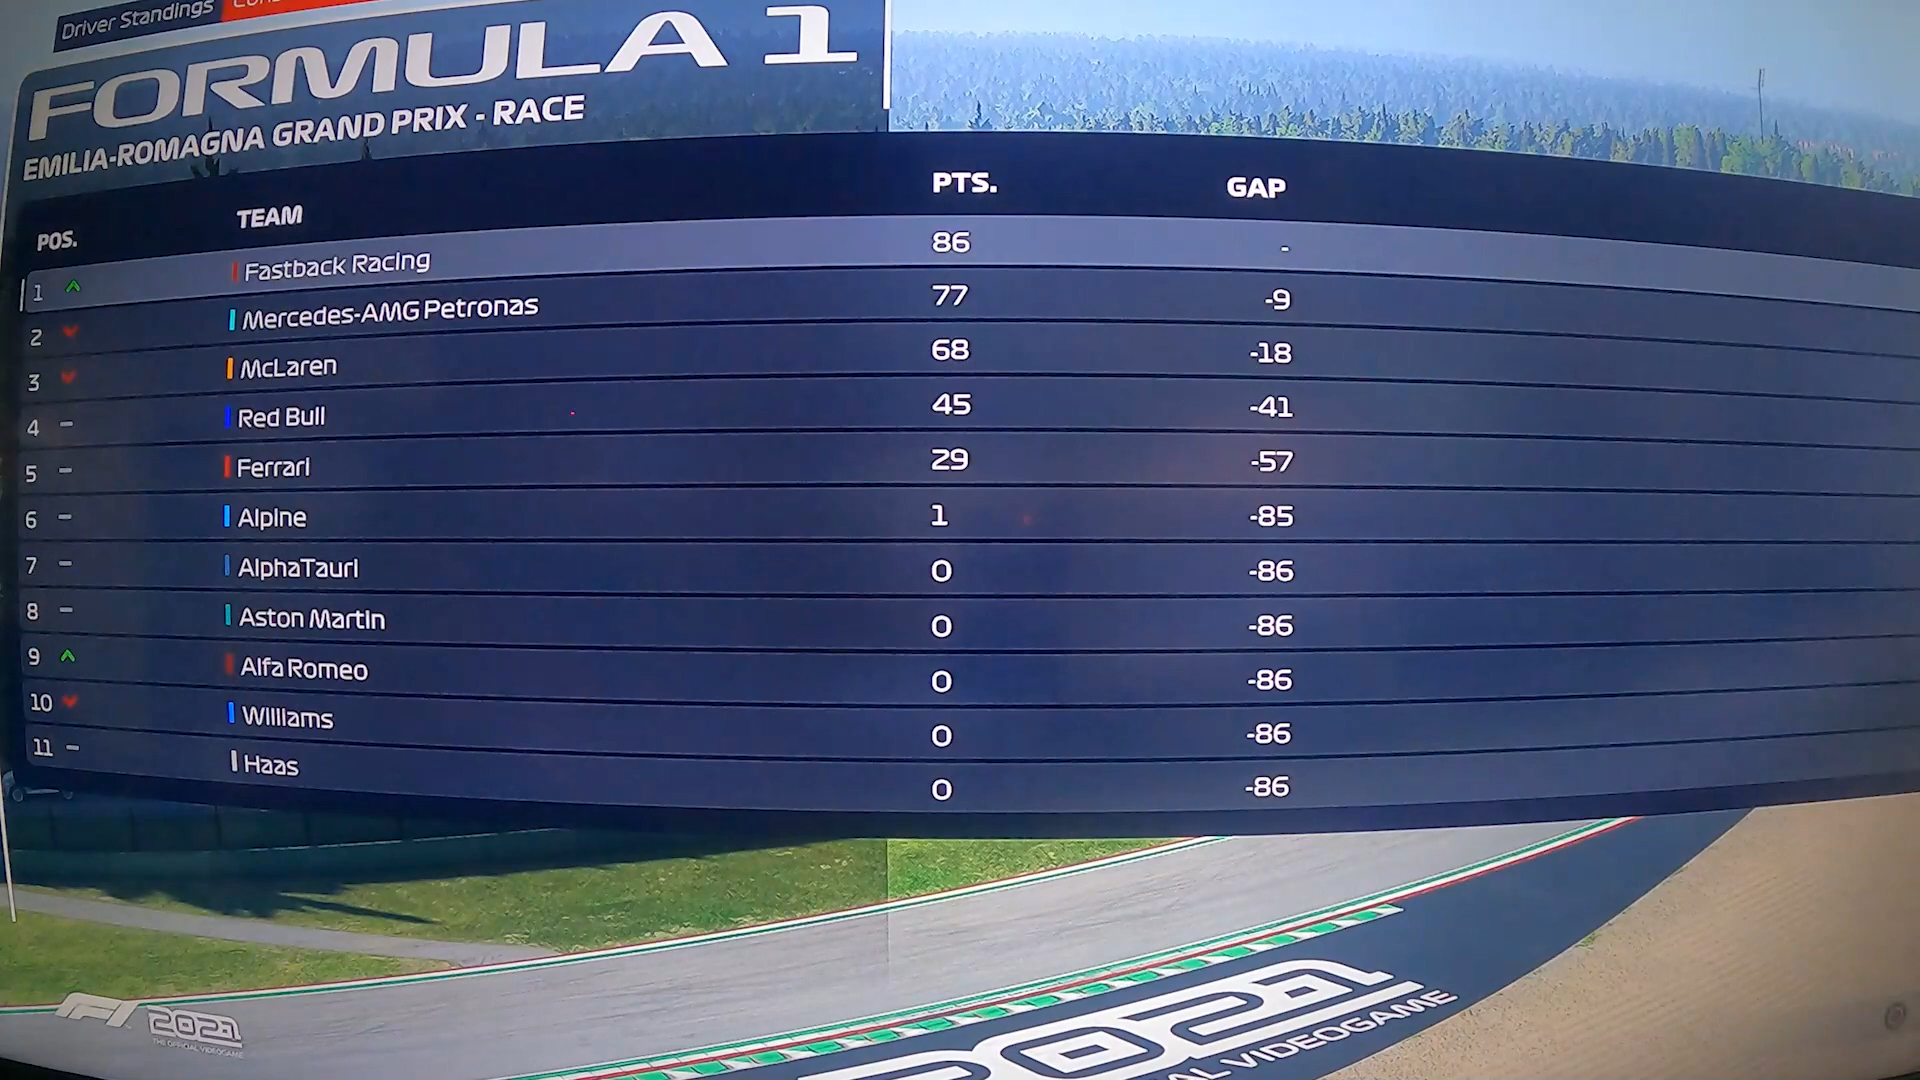 Driver Standings
FORMULA 1
EMILIA-ROMAGNA GRAND PRIX - RACE
POS. TEAM PTS. GAP
1 Fastback Racing 86 -
2 Mercedes-AMG Petronas 77 -9
3 McLaren 68 -18
4 - Red Bull 45 -41
5 - Ferrari 29 -57
6 - Alpine 1 -85
7 - AlphaTauri 0 -86
8 - Aston Martin 0 -86
9 Alfa Romeo 0 -86
10 Williams 0 -86
11 - Haas 0 -86
F1 2021
THE OFFICIAL VIDEOGAME
2021
VIDEOGAME